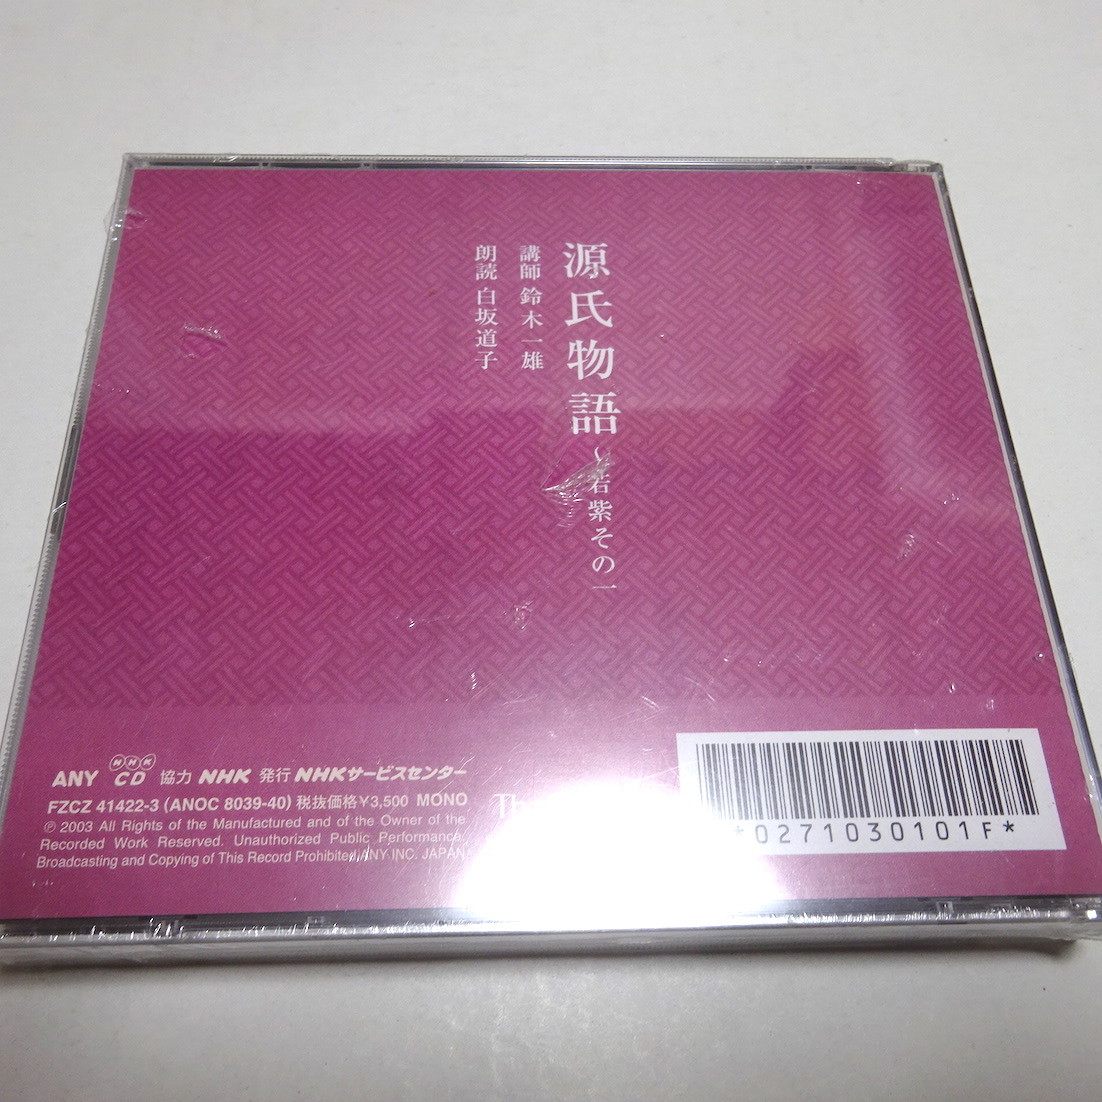 源氏物語〜若紫その一
講師 鈴木一雄
朗読 白坂道子
ANY NHK CD 協力 NHK 発行 NHKサービスセンター
FZCZ 41422-3 (ANOC 8039-40) 税抜価格¥3,500 MONO
℗ 2003 All Rights of the Manufactured and of the Owner of the
Recorded Work Reserved. Unauthorized Public Performance,
Broadcasting and Copying of This Record Prohibited,ANY INC. JAPAN
*0271030101F*